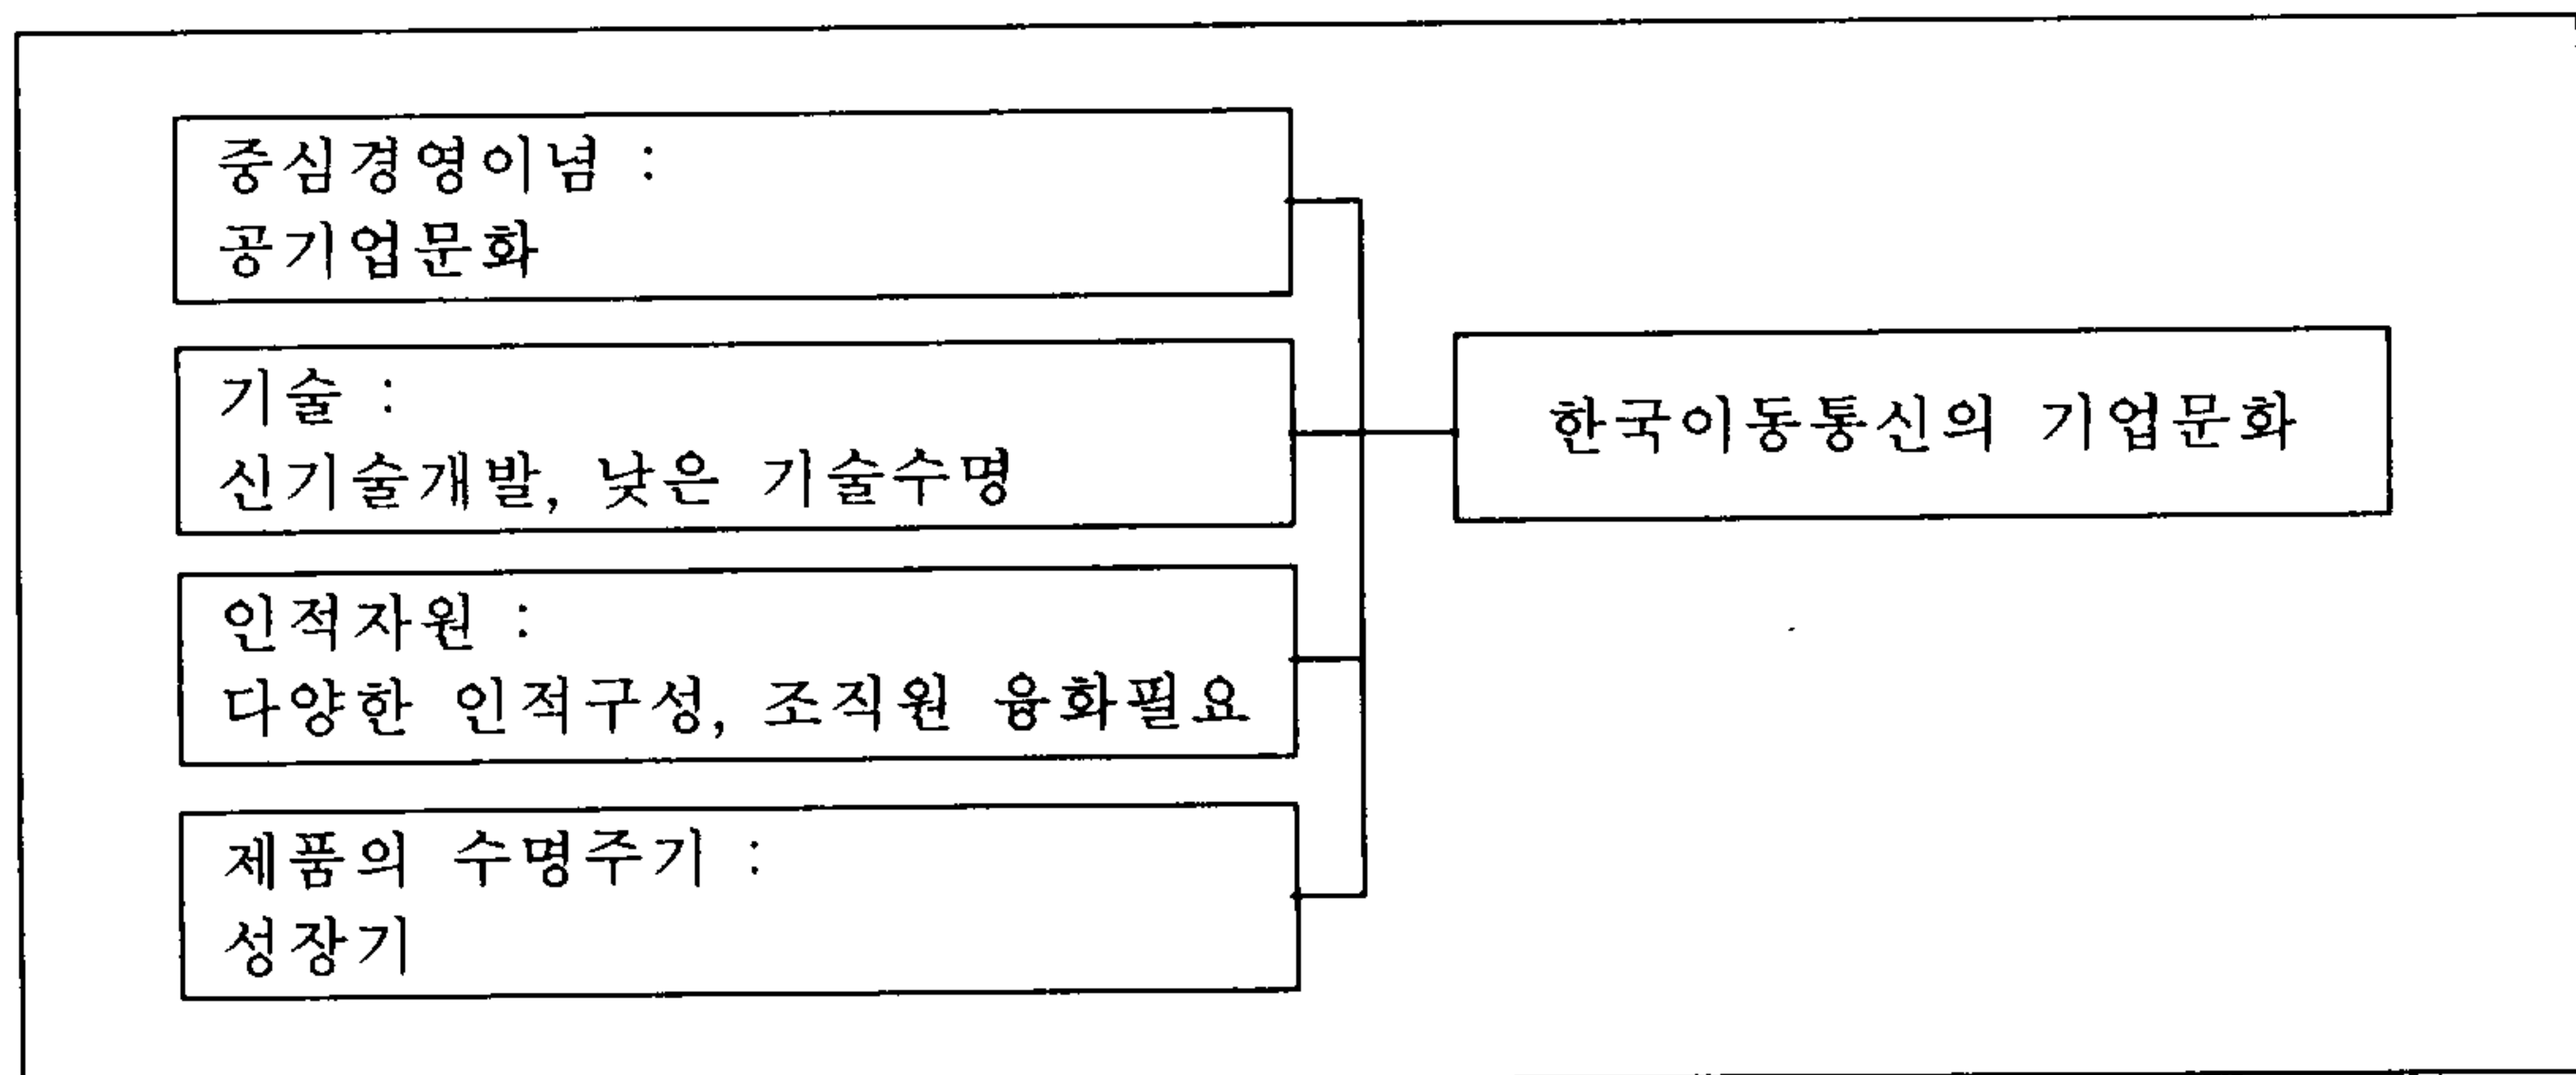 중심경영이념 :
공기업문화
기술 :
신기술개발, 낮은 기술수명
인적자원 :
다양한 인적구성, 조직원 융화필요
제품의 수명주기 :
성장기
한국이동통신의 기업문화